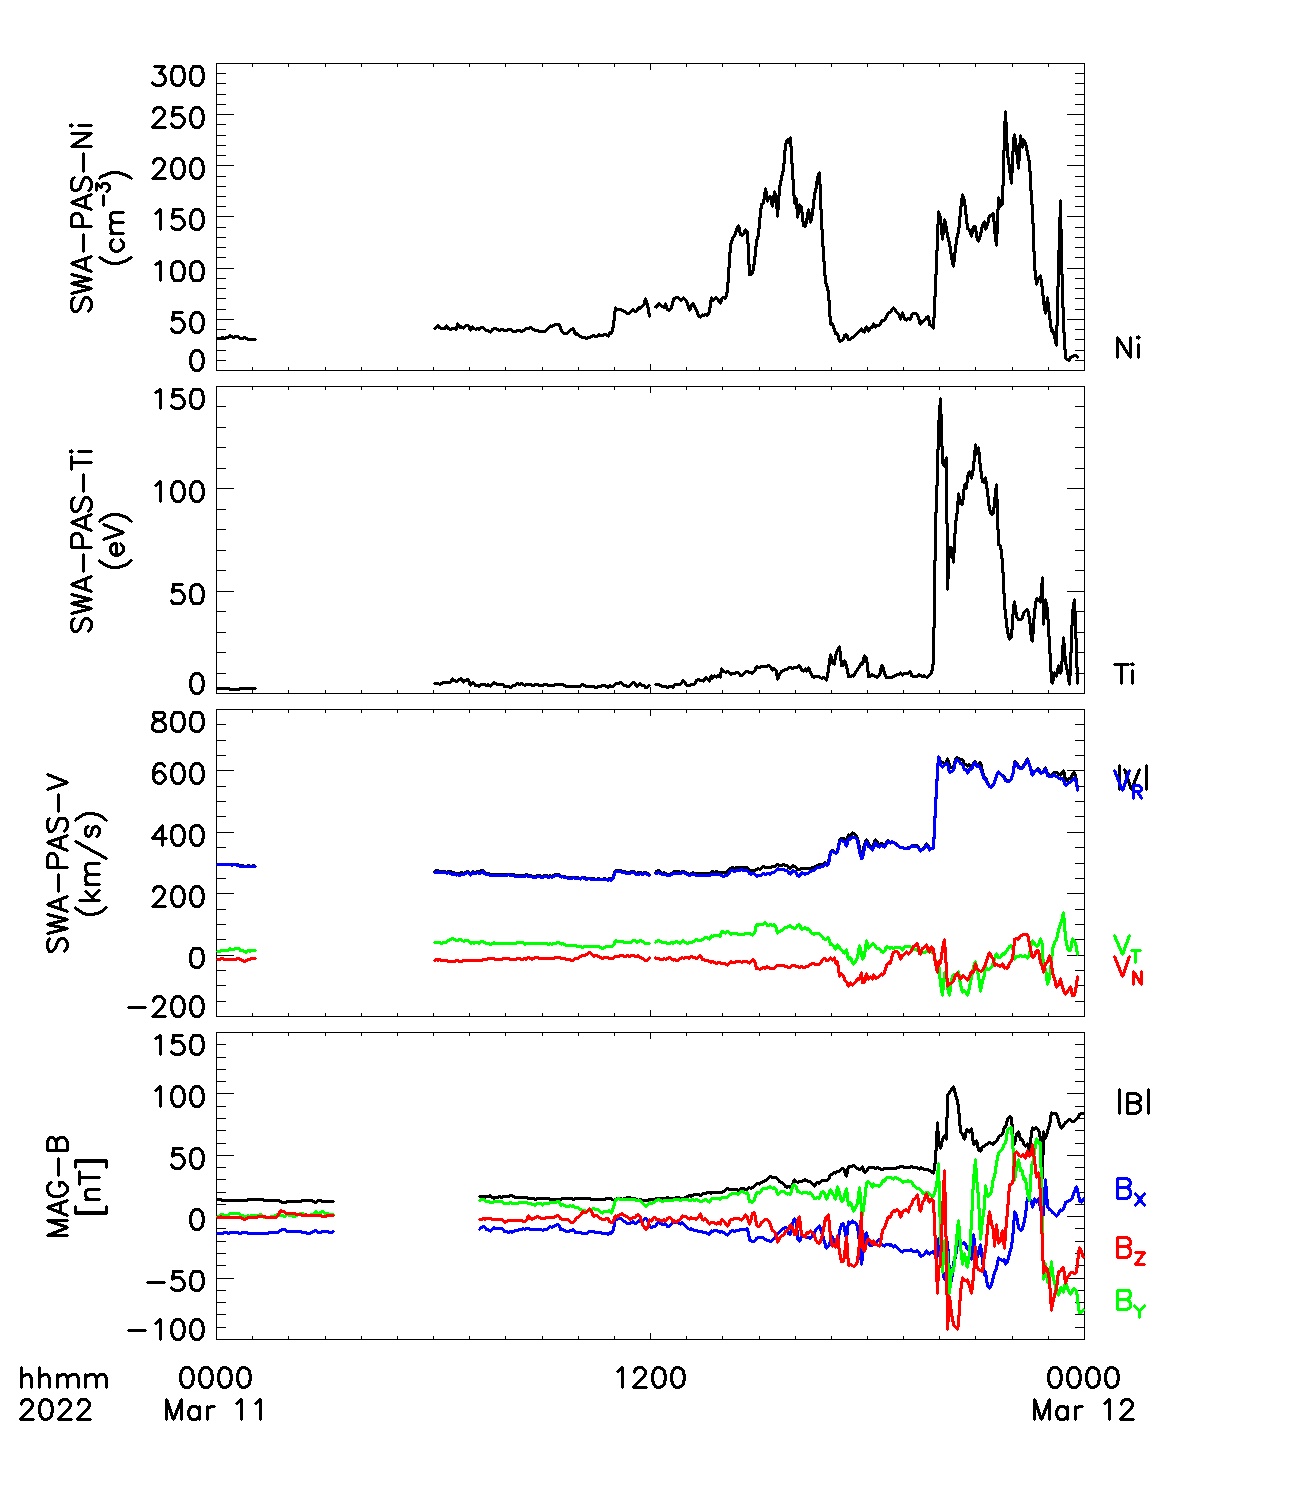 SWA-PAS-Ni
(cm⁻³)
300
250
200
150
100
50
0
Ni
SWA-PAS-Ti
(eV)
150
100
50
0
Ti
SWA-PAS-V
(km/s)
800
600
400
200
0
-200
|V|
V_R
V_T
V_N
MAG-B
[nT]
150
100
50
0
-50
-100
|B|
B_X
B_Z
B_Y
hhmm 0000 1200 0000
2022 Mar 11 Mar 12